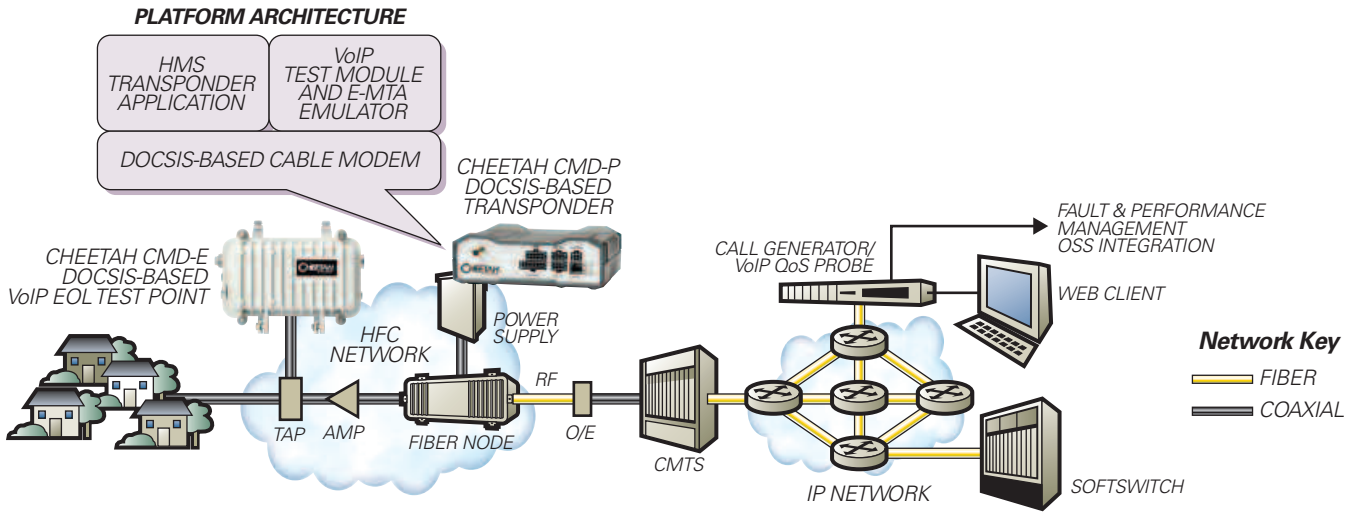 PLATFORM ARCHITECTURE
HMS
TRANSPONDER
APPLICATION
VoIP
TEST MODULE
AND E-MTA
EMULATOR
DOCSIS-BASED CABLE MODEM
CHEETAH CMD-P
DOCSIS-BASED
TRANSPONDER
CHEETAH CMD-E
DOCSIS-BASED
VoIP EOL TEST POINT
CHEETAH
POWER
SUPPLY
HFC
NETWORK
TAP
AMP
FIBER NODE
RF
O/E
CMTS
CALL GENERATOR/
VoIP QoS PROBE
FAULT & PERFORMANCE
MANAGEMENT
OSS INTEGRATION
WEB CLIENT
IP NETWORK
SOFTSWITCH
Network Key
FIBER
COAXIAL